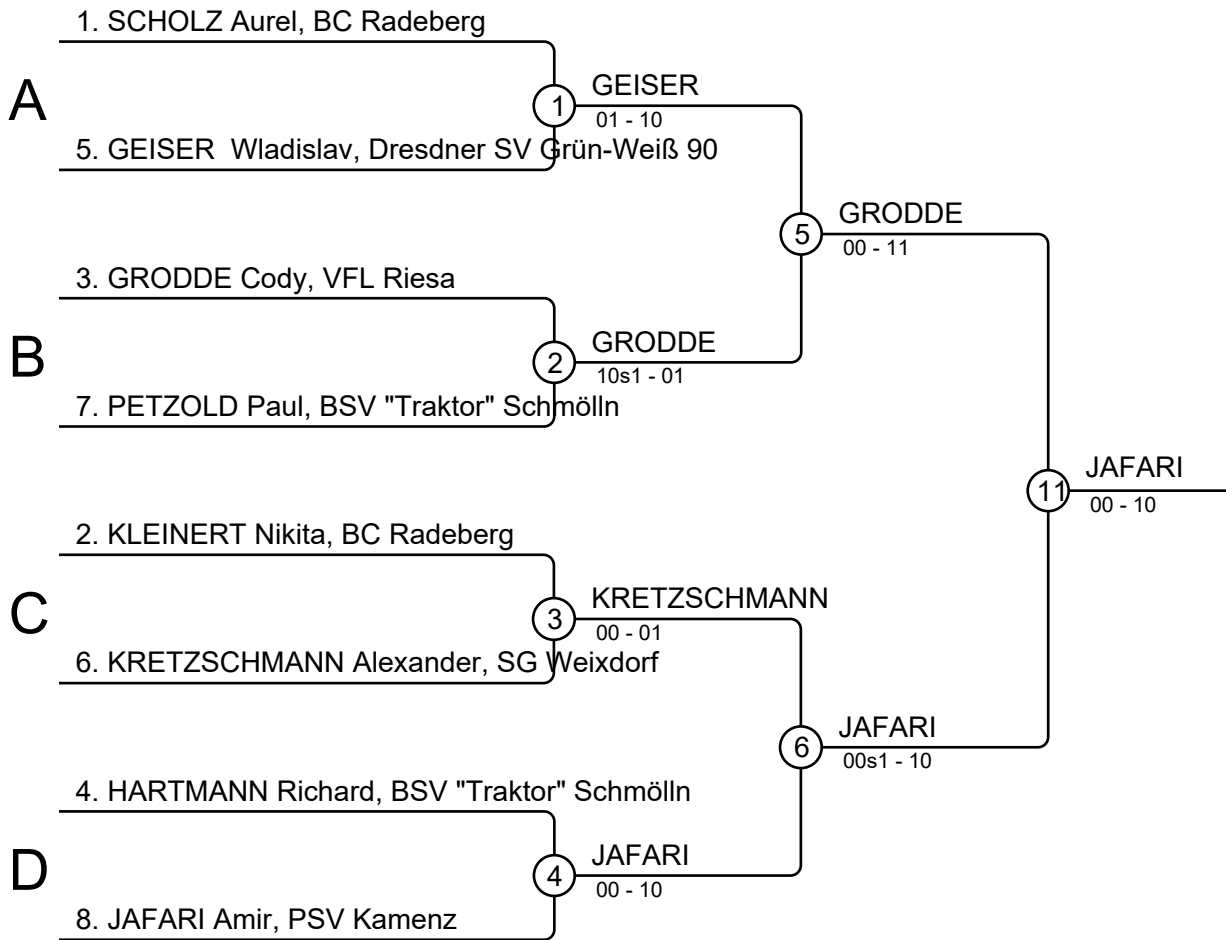 1. SCHOLZ Aurel, BC Radeberg
A
1
GEISER
01 - 10
5. GEISER  Wladislav, Dresdner SV Grün-Weiß 90
5
GRODDE
00 - 11
3. GRODDE Cody, VFL Riesa
B
2
GRODDE
10s1 - 01
7. PETZOLD Paul, BSV "Traktor" Schmölln
11
JAFARI
00 - 10
2. KLEINERT Nikita, BC Radeberg
C
3
KRETZSCHMANN
00 - 01
6. KRETZSCHMANN Alexander, SG Weixdorf
6
JAFARI
00s1 - 10
4. HARTMANN Richard, BSV "Traktor" Schmölln
D
4
JAFARI
00 - 10
8. JAFARI Amir, PSV Kamenz